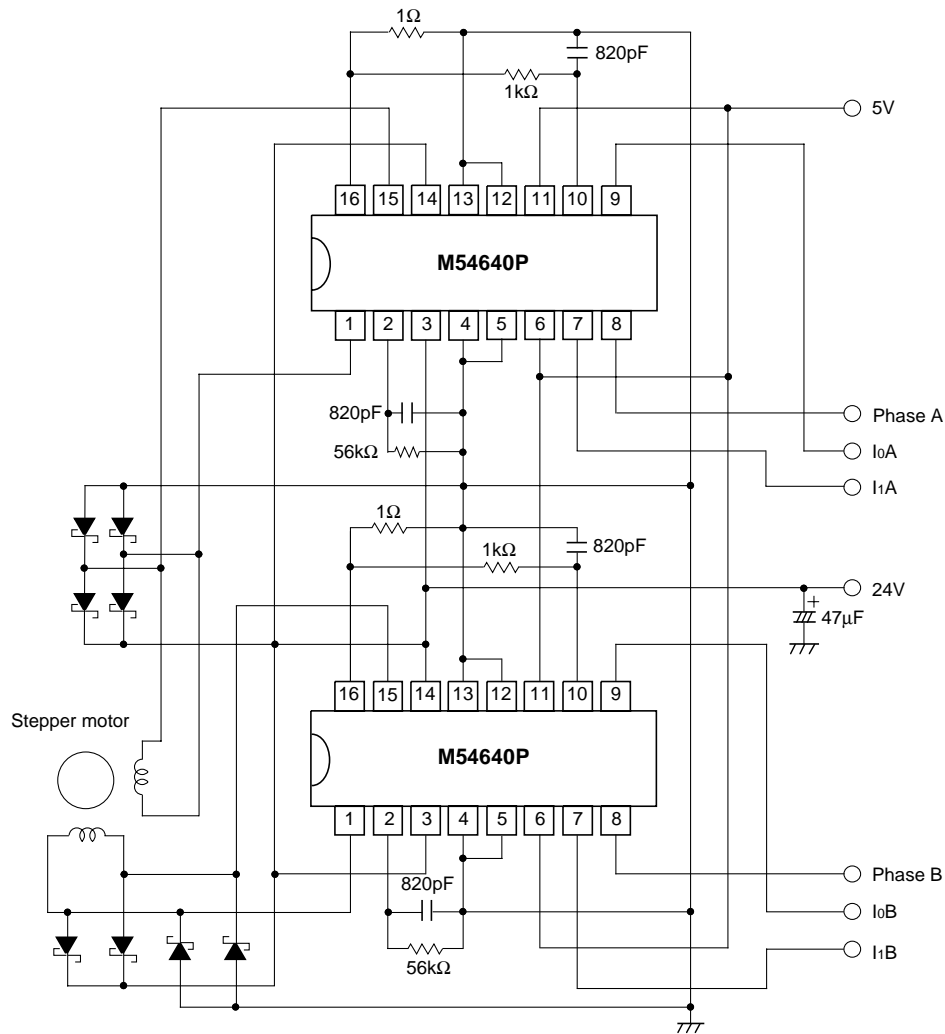 1Ω
820pF
1kΩ
5V
16 15 14 13 12 11 10 9
M54640P
1 2 3 4 5 6 7 8
820pF
56kΩ
Phase A
I0A
I1A
1Ω
1kΩ
820pF
24V
+
47μF
16 15 14 13 12 11 10 9
Stepper motor
M54640P
1 2 3 4 5 6 7 8
820pF
56kΩ
Phase B
I0B
I1B